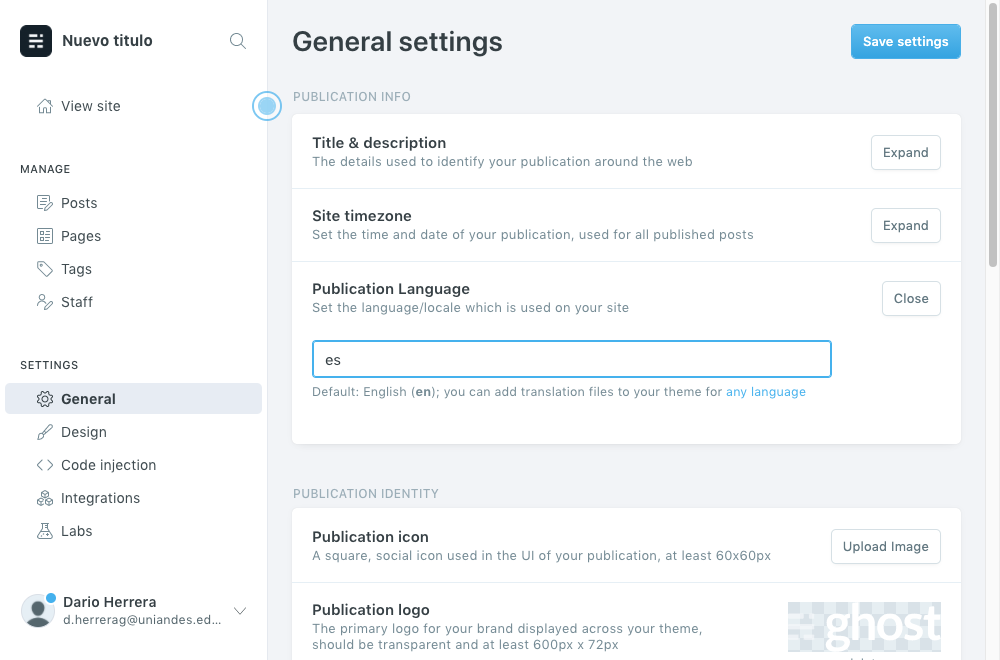 Nuevo titulo
View site
MANAGE
Posts
Pages
Tags
Staff
SETTINGS
General
Design
Code injection
Integrations
Labs
Dario Herrera
d.herrerag@uniandes.ed...
General settings
Save settings
PUBLICATION INFO
Title & description
The details used to identify your publication around the web
Expand
Site timezone
Set the time and date of your publication, used for all published posts
Expand
Publication Language
Set the language/locale which is used on your site
Close
es
Default: English (en); you can add translation files to your theme for any language
PUBLICATION IDENTITY
Publication icon
A square, social icon used in the UI of your publication, at least 60x60px
Upload Image
Publication logo
The primary logo for your brand displayed across your theme,
should be transparent and at least 600px x 72px
ghost